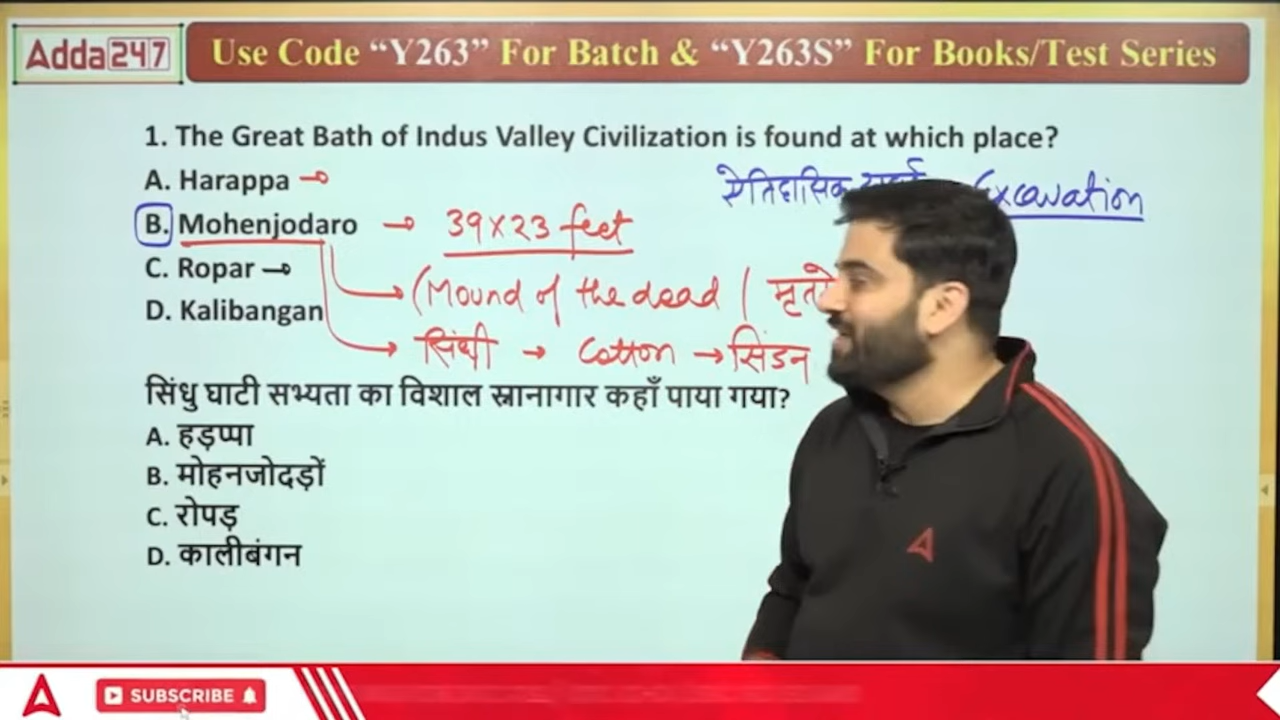 Adda247
Use Code “Y263” For Batch & “Y263S” For Books/Test Series
1. The Great Bath of Indus Valley Civilization is found at which place?
ऐतिहासिक Excavation
A. Harappa →
B. Mohenjodaro → 39x23 feet
C. Ropar →
(Mound of the dead |
D. Kalibangan
सिंधी → Cotton → सिंडन
सिंधु घाटी सभ्यता का विशाल स्नानागार कहाँ पाया गया?
A. हड़प्पा
B. मोहनजोदड़ों
C. रोपड़
D. कालीबंगन
SUBSCRIBE